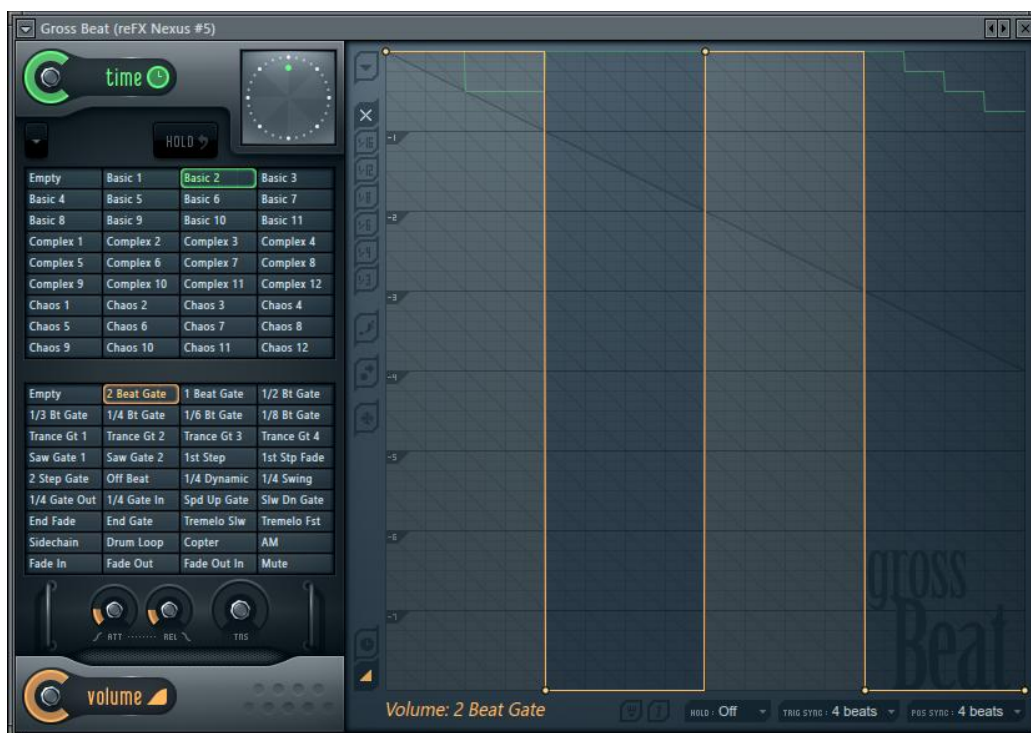 Gross Beat (reFX Nexus #5)
time
HOLD
Empty Basic 1 Basic 2 Basic 3
Basic 4 Basic 5 Basic 6 Basic 7
Basic 8 Basic 9 Basic 10 Basic 11
Complex 1 Complex 2 Complex 3 Complex 4
Complex 5 Complex 6 Complex 7 Complex 8
Complex 9 Complex 10 Complex 11 Complex 12
Chaos 1 Chaos 2 Chaos 3 Chaos 4
Chaos 5 Chaos 6 Chaos 7 Chaos 8
Chaos 9 Chaos 10 Chaos 11 Chaos 12
Empty 2 Beat Gate 1 Beat Gate 1/2 Bt Gate
1/3 Bt Gate 1/4 Bt Gate 1/6 Bt Gate 1/8 Bt Gate
Trance Gt 1 Trance Gt 2 Trance Gt 3 Trance Gt 4
Saw Gate 1 Saw Gate 2 1st Step 1st Stp Fade
2 Step Gate Off Beat 1/4 Dynamic 1/4 Swing
1/4 Gate Out 1/4 Gate In Spd Up Gate Slw Dn Gate
End Fade End Gate Tremelo Slw Tremelo Fst
Sidechain Drum Loop Copter AM
Fade In Fade Out Fade Out In Mute
ATT REL TNS
volume
-1
-2
-3
-4
-5
-6
-7
gross
Beat
Volume: 2 Beat Gate
HOLD: Off TRIG SYNC: 4 beats POS SYNC: 4 beats